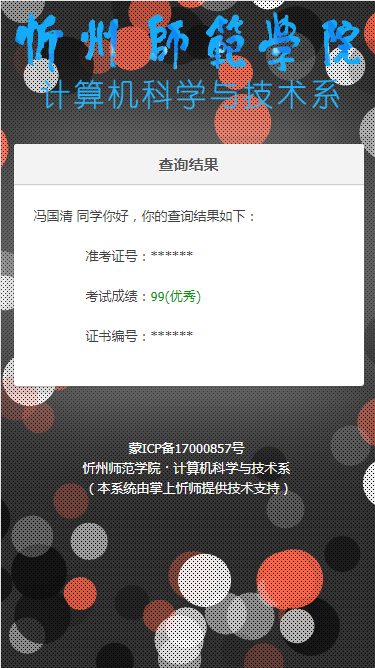 忻州師範学院
计算机科学与技术系
查询结果
冯国清 同学你好，你的查询结果如下：
准考证号：******
考试成绩：99(优秀)
证书编号：******
蒙ICP备17000857号
忻州师范学院 · 计算机科学与技术系
（本系统由掌上忻师提供技术支持）